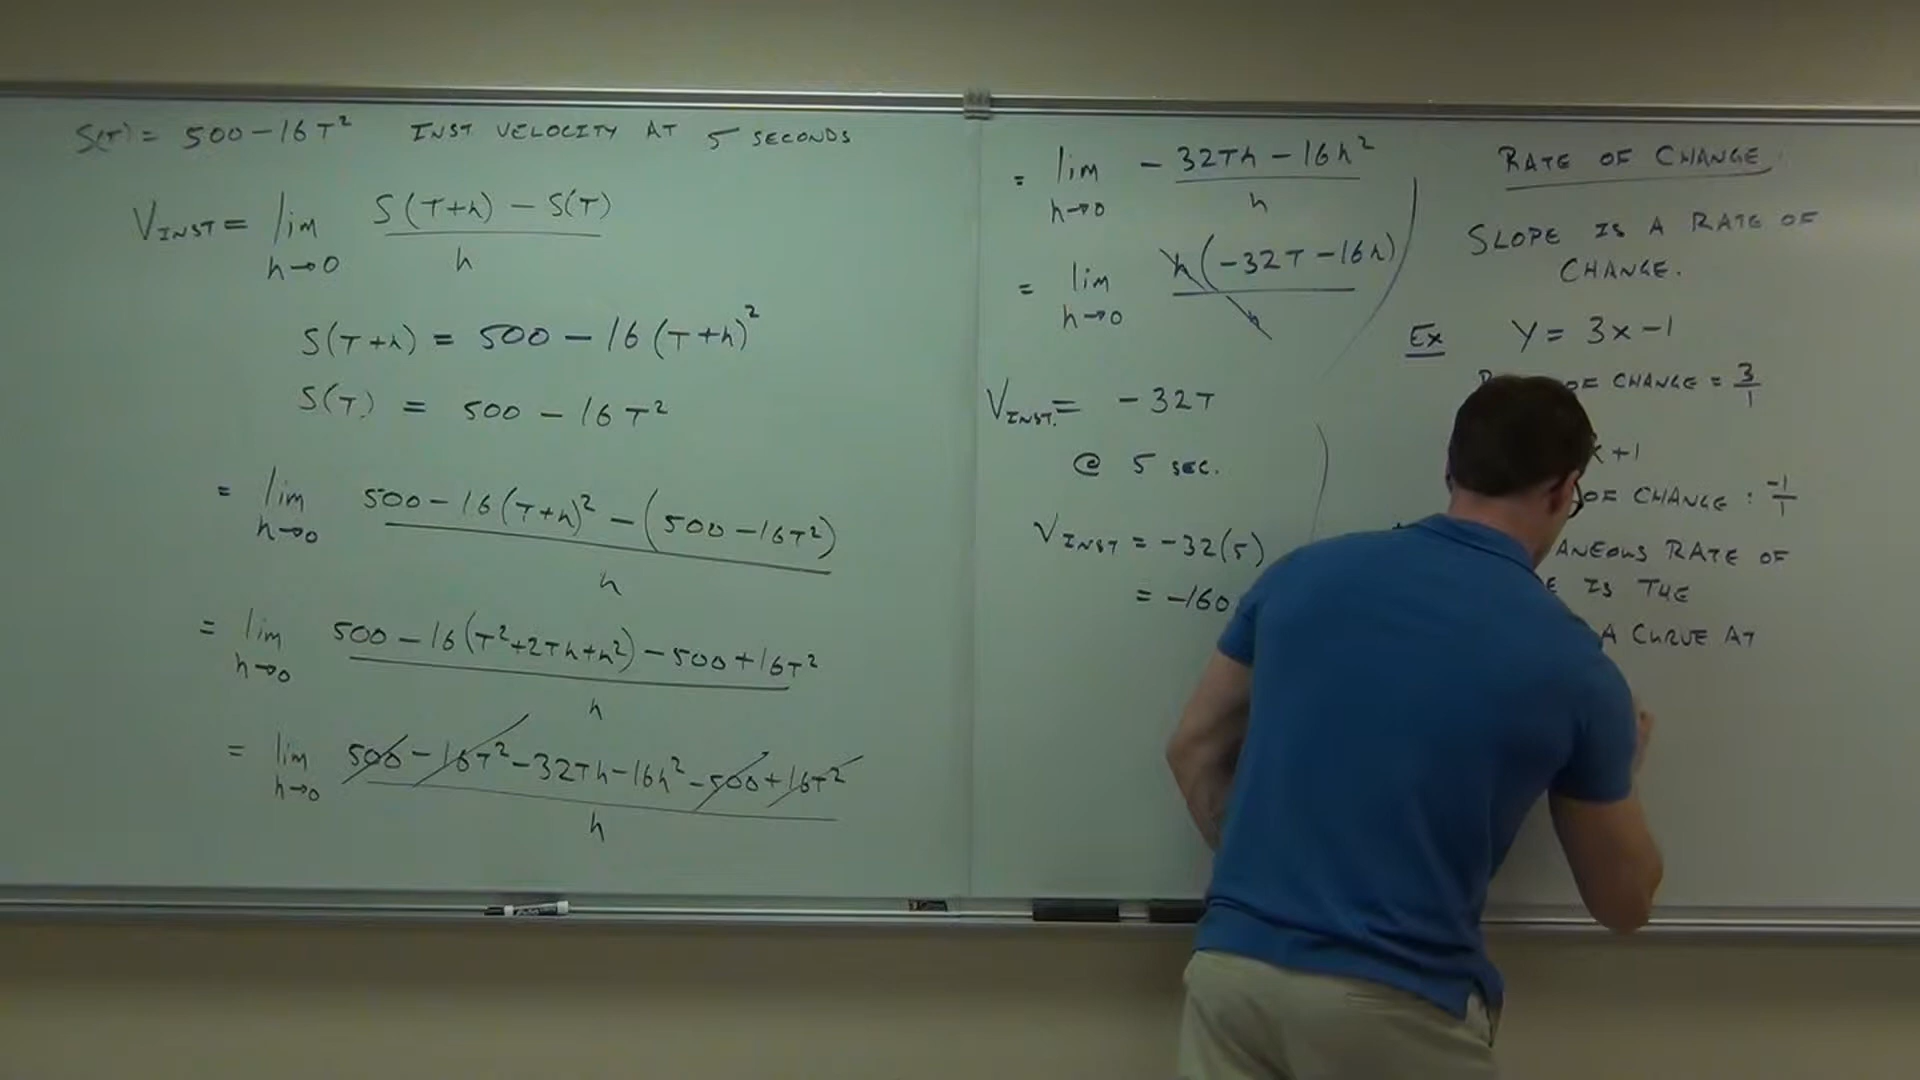 S(T) = 500 - 16T² INST VELOCITY AT 5 SECONDS
V_INST = lim h→0 S(T+h) - S(T) / h
S(T+h) = 500 - 16(T+h)²
S(T) = 500 - 16T²
= lim h→0 500 - 16(T+h)² - (500 - 16T²) / h
= lim h→0 500 - 16(T²+2Th+h²) - 500 + 16T² / h
= lim h→0 500 - 16T² - 32Th - 16h² - 500 + 16T² / h
= lim h→0 -32Th - 16h² / h
= lim h→0 h(-32T - 16h) / h
V_INST. = -32T
@ 5 SEC.
V_INST = -32(5)
= -160
RATE OF CHANGE
SLOPE IS A RATE OF
CHANGE.
Ex Y = 3x - 1
OF CHANGE = 3/1
x + 1
OF CHANGE : -1/1
ANEOUS RATE OF
E IS THE
A CURVE AT